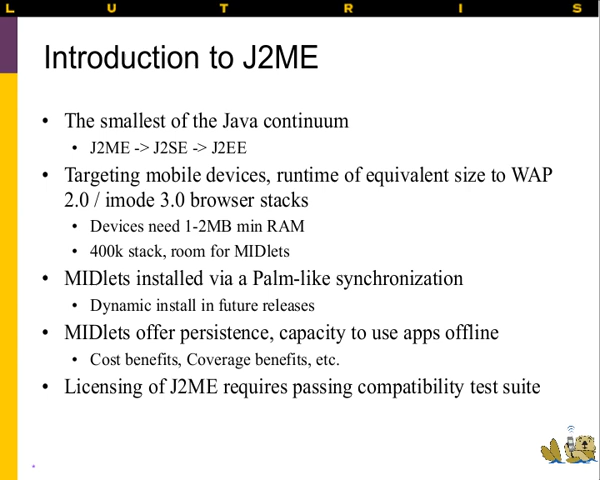 L U T R I S
Introduction to J2ME
• The smallest of the Java continuum
• J2ME -> J2SE -> J2EE
• Targeting mobile devices, runtime of equivalent size to WAP
2.0 / imode 3.0 browser stacks
• Devices need 1-2MB min RAM
• 400k stack, room for MIDlets
• MIDlets installed via a Palm-like synchronization
• Dynamic install in future releases
• MIDlets offer persistence, capacity to use apps offline
• Cost benefits, Coverage benefits, etc.
• Licensing of J2ME requires passing compatibility test suite